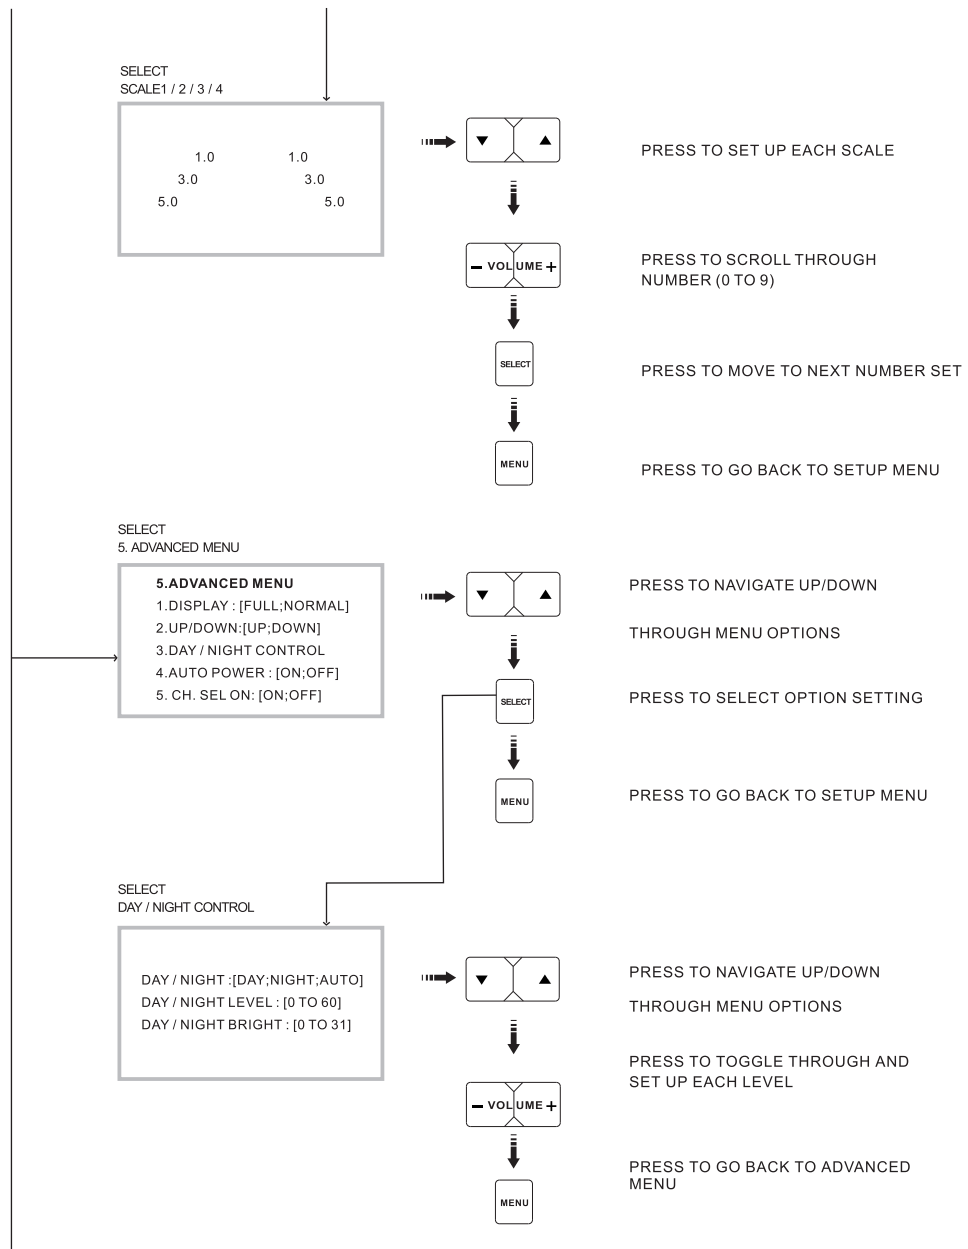 SELECT
SCALE1 / 2 / 3 / 4
1.0 1.0
3.0 3.0
5.0 5.0
PRESS TO SET UP EACH SCALE
- VOLUME +
PRESS TO SCROLL THROUGH
NUMBER (0 TO 9)
SELECT
PRESS TO MOVE TO NEXT NUMBER SET
MENU
PRESS TO GO BACK TO SETUP MENU
SELECT
5. ADVANCED MENU
5.ADVANCED MENU
1.DISPLAY : [FULL;NORMAL]
2.UP/DOWN:[UP;DOWN]
3.DAY / NIGHT CONTROL
4.AUTO POWER : [ON;OFF]
5. CH. SEL ON: [ON;OFF]
PRESS TO NAVIGATE UP/DOWN
THROUGH MENU OPTIONS
SELECT
PRESS TO SELECT OPTION SETTING
MENU
PRESS TO GO BACK TO SETUP MENU
SELECT
DAY / NIGHT CONTROL
DAY / NIGHT :[DAY;NIGHT;AUTO]
DAY / NIGHT LEVEL : [0 TO 60]
DAY / NIGHT BRIGHT : [0 TO 31]
PRESS TO NAVIGATE UP/DOWN
THROUGH MENU OPTIONS
PRESS TO TOGGLE THROUGH AND
SET UP EACH LEVEL
- VOLUME +
PRESS TO GO BACK TO ADVANCED
MENU
MENU